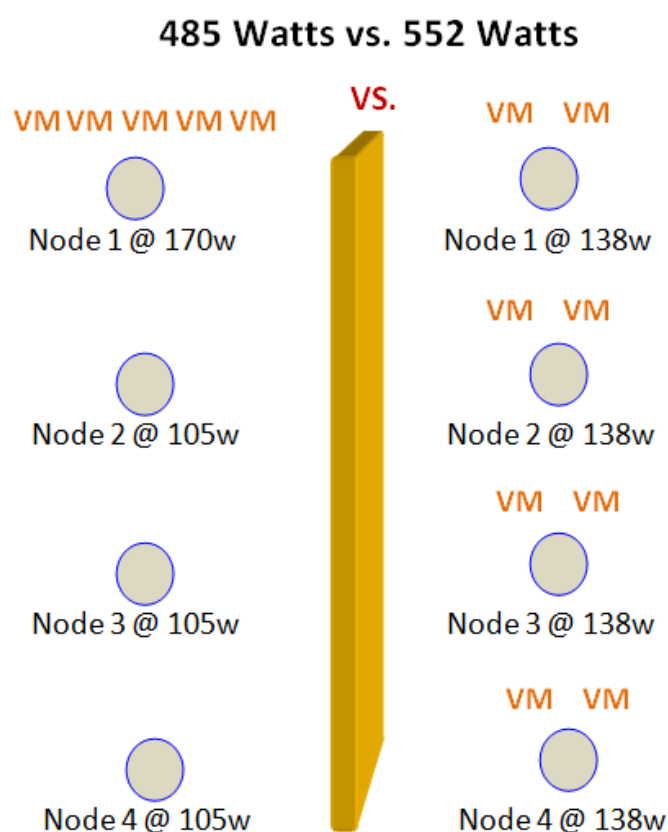 485 Watts vs. 552 Watts
VM VM VM VM VM
Node 1 @ 170w
Node 2 @ 105w
Node 3 @ 105w
Node 4 @ 105w
VS.
VM VM
Node 1 @ 138w
VM VM
Node 2 @ 138w
VM VM
Node 3 @ 138w
VM VM
Node 4 @ 138w